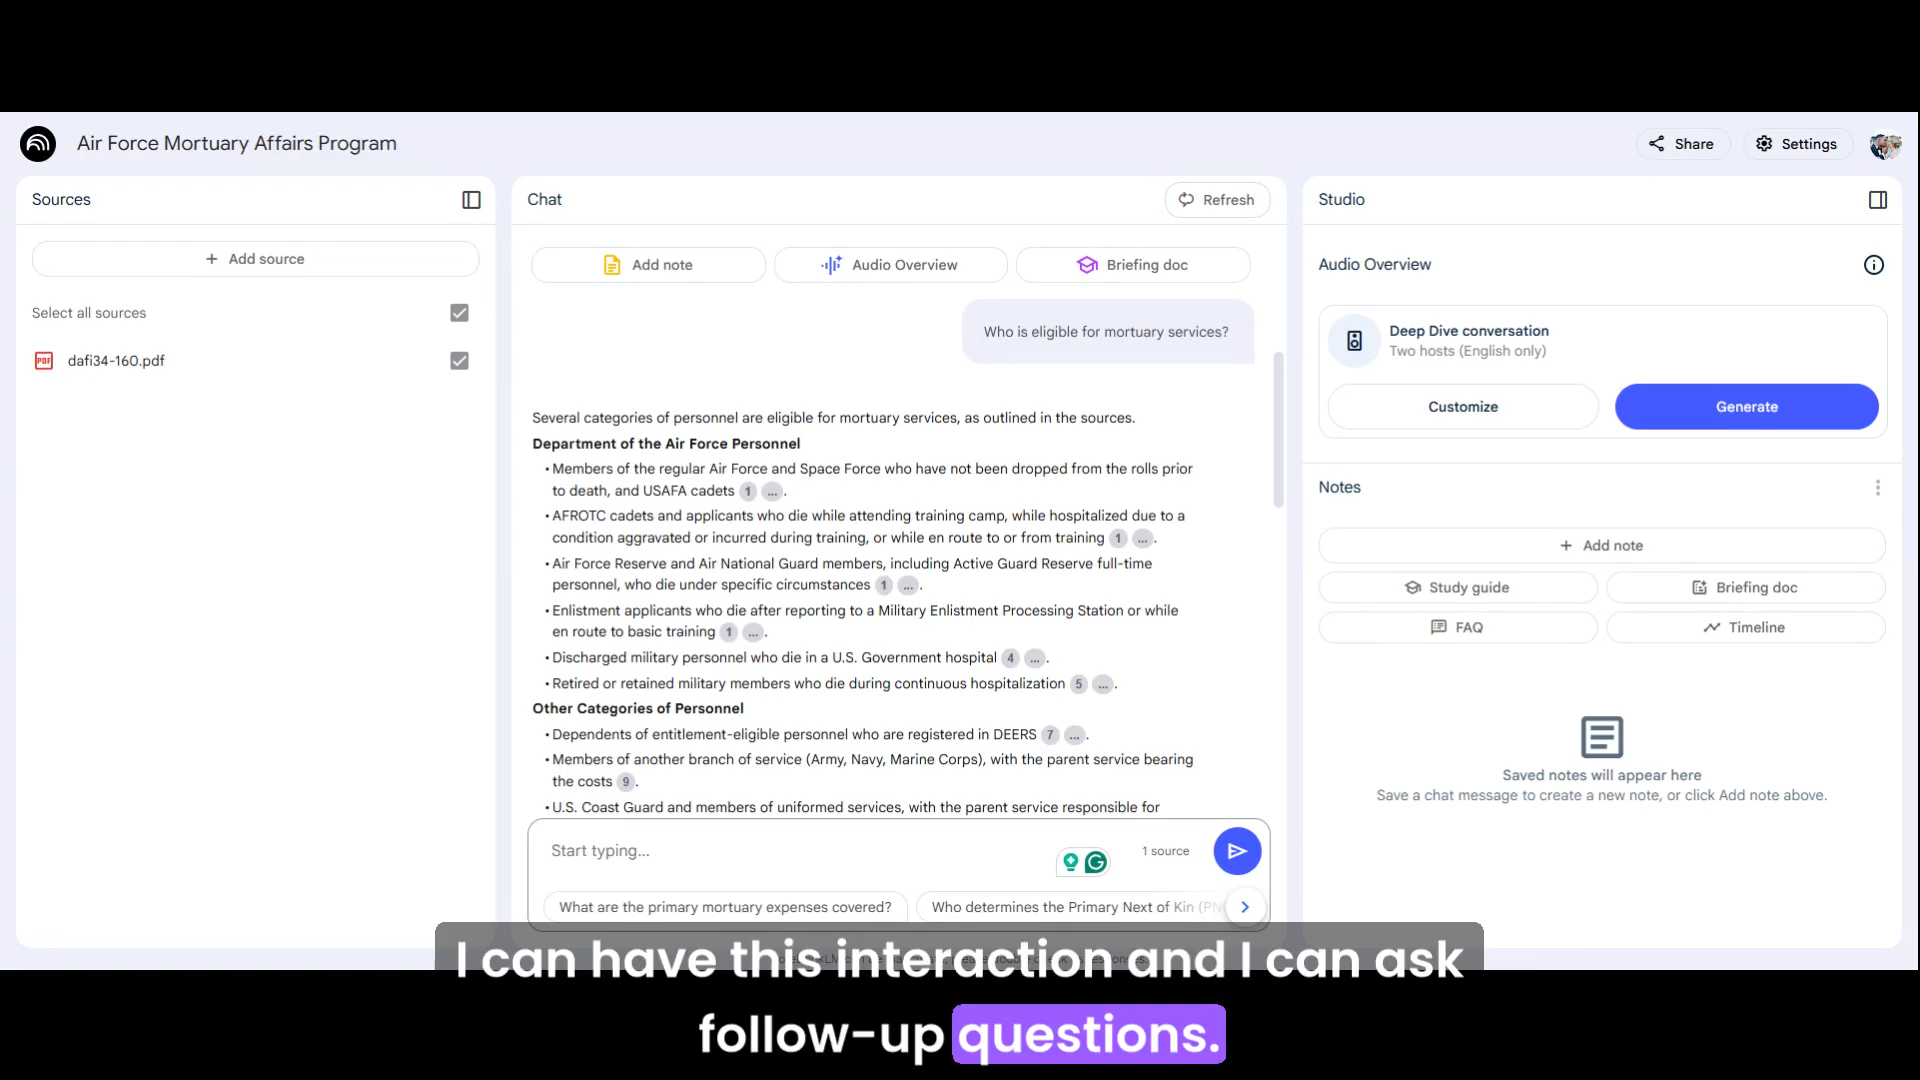 Air Force Mortuary Affairs Program
Share
Settings
Sources
Add source
Select all sources
PDF
dafi34-160.pdf
Chat
Refresh
Add note
Audio Overview
Briefing doc
Who is eligible for mortuary services?
Several categories of personnel are eligible for mortuary services, as outlined in the sources.
Department of the Air Force Personnel
• Members of the regular Air Force and Space Force who have not been dropped from the rolls prior
to death, and USAFA cadets 1 ... .
• AFROTC cadets and applicants who die while attending training camp, while hospitalized due to a
condition aggravated or incurred during training, or while en route to or from training 1 ... .
• Air Force Reserve and Air National Guard members, including Active Guard Reserve full-time
personnel, who die under specific circumstances 1 ... .
• Enlistment applicants who die after reporting to a Military Enlistment Processing Station or while
en route to basic training 1 ... .
• Discharged military personnel who die in a U.S. Government hospital 4 ... .
• Retired or retained military members who die during continuous hospitalization 5 ... .
Other Categories of Personnel
• Dependents of entitlement-eligible personnel who are registered in DEERS 7 ... .
• Members of another branch of service (Army, Navy, Marine Corps), with the parent service bearing
the costs 9 .
• U.S. Coast Guard and members of uniformed services, with the parent service responsible for
Start typing...
1 source
What are the primary mortuary expenses covered?
Who determines the Primary Next of Kin (PN
Studio
Audio Overview
Deep Dive conversation
Two hosts (English only)
Customize
Generate
Notes
Add note
Study guide
Briefing doc
FAQ
Timeline
Saved notes will appear here
Save a chat message to create a new note, or click Add note above.
I can have this interaction and I can ask
follow-up questions.